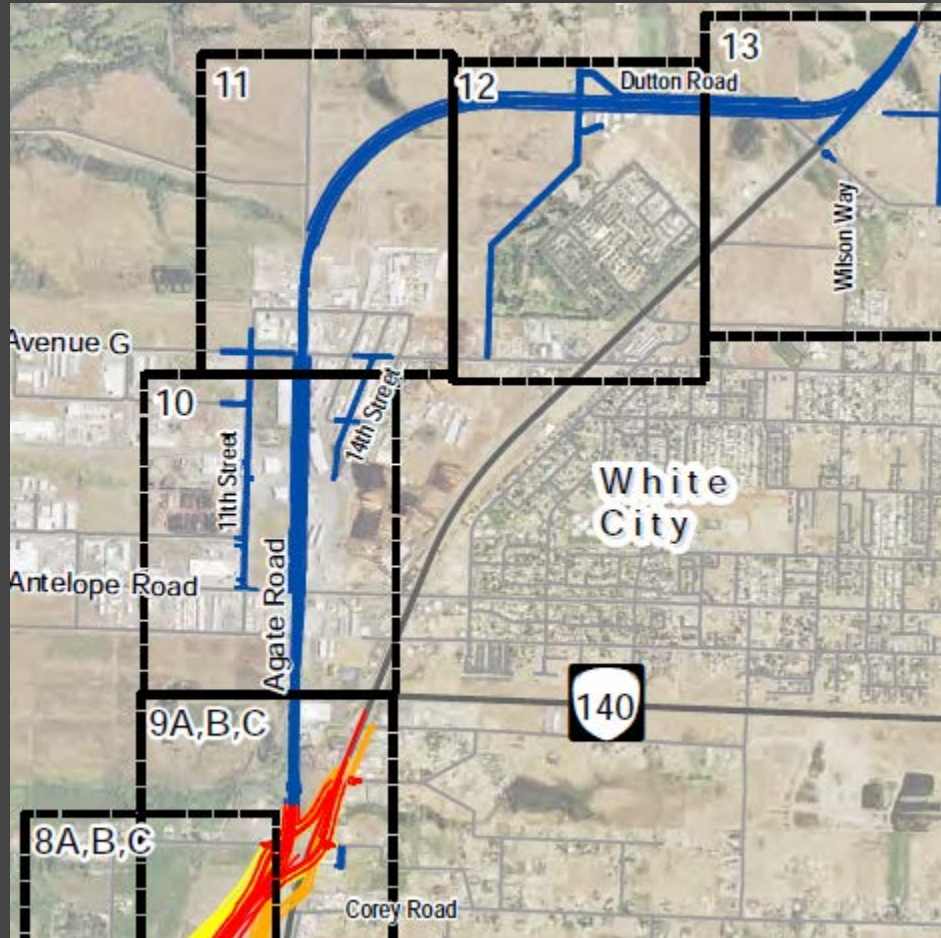 13
11
12
Dutton Road
Wilson Way
Avenue G
10
14th Street
11th Street
White
City
Antelope Road
Agate Road
9A,B,C
140
8A,B,C
Corey Road